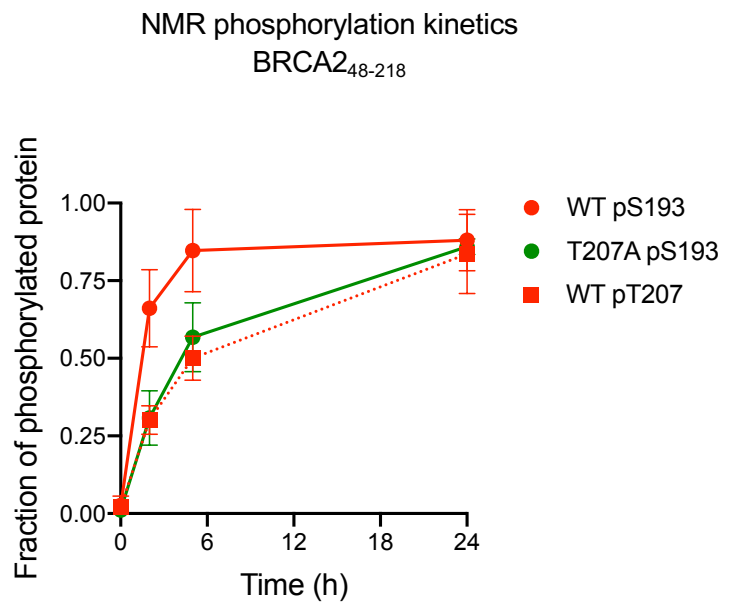 NMR phosphorylation kinetics
BRCA2₄₈₋₂₁₈
Fraction of phosphorylated protein
1.00
0.75
0.50
0.25
0.00
0 6 12 18 24
Time (h)
WT pS193
T207A pS193
WT pT207